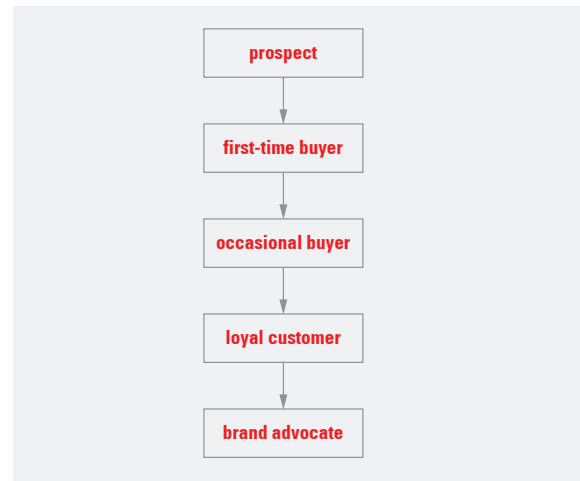 prospect
first-time buyer
occasional buyer
loyal customer
brand advocate